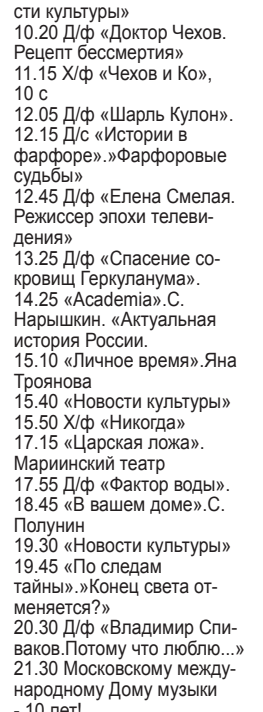 сти культуры»
10.20 Д/ф «Доктор Чехов.
Рецепт бессмертия»
11.15 Х/ф «Чехов и Ко»,
10 с
12.05 Д/ф «Шарль Кулон».
12.15 Д/с «Истории в
фарфоре».»Фарфоровые
судьбы»
12.45 Д/ф «Елена Смелая.
Режиссер эпохи телеви-
дения»
13.25 Д/ф «Спасение со-
кровищ Геркуланума».
14.25 «Academia».С.
Нарышкин. «Актуальная
история России.
15.10 «Личное время».Яна
Троянова
15.40 «Новости культуры»
15.50 Х/ф «Никогда»
17.15 «Царская ложа».
Мариинский театр
17.55 Д/ф «Фактор воды».
18.45 «В вашем доме».С.
Полунин
19.30 «Новости культуры»
19.45 «По следам
тайны».»Конец света от-
меняется?»
20.30 Д/ф «Владимир Спи-
ваков.Потому что люблю...»
21.30 Московскому между-
народному Дому музыки
- 10 лет!